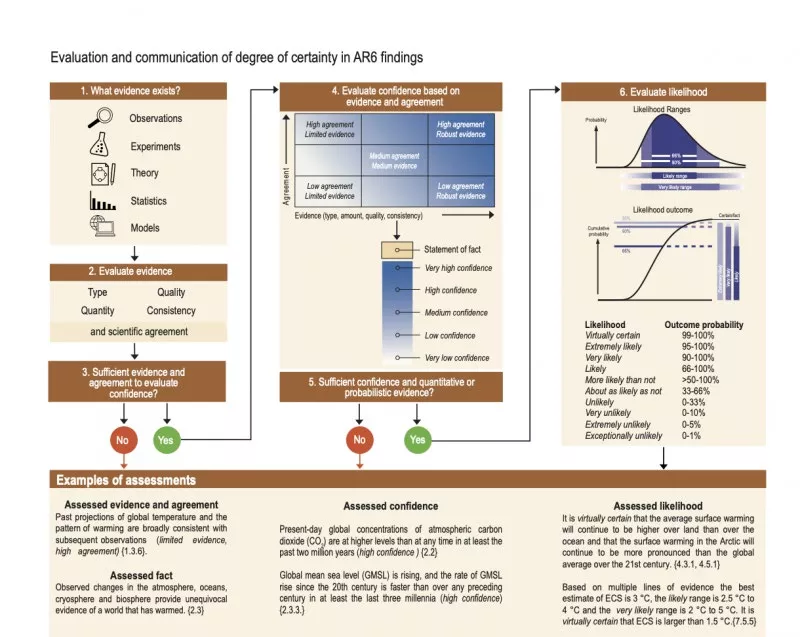 Evaluation and communication of degree of certainty in AR6 findings
1. What evidence exists?
Observations
Experiments
Theory
Statistics
Models
2. Evaluate evidence
Type Quality
Quantity Consistency
and scientific agreement
3. Sufficient evidence and
agreement to evaluate
confidence?
No
Yes
4. Evaluate confidence based on
evidence and agreement
Agreement
High agreement
Limited evidence
High agreement
Robust evidence
Medium agreement
Medium evidence
Low agreement
Limited evidence
Low agreement
Robust evidence
Evidence (type, amount, quality, consistency)
Statement of fact
Very high confidence
High confidence
Medium confidence
Low confidence
Very low confidence
5. Sufficient confidence and quantitative or
probabilistic evidence?
No
Yes
6. Evaluate likelihood
Likelihood Ranges
Probability
66%
90%
Likely range
Very likely range
Likelihood outcome
Cumulative
probability
90%
66%
Certain/fact
Very likely
Likely
Likelihood Outcome probability
Virtually certain 99-100%
Extremely likely 95-100%
Very likely 90-100%
Likely 66-100%
More likely than not >50-100%
About as likely as not 33-66%
Unlikely 0-33%
Very unlikely 0-10%
Extremely unlikely 0-5%
Exceptionally unlikely 0-1%
Examples of assessments
Assessed evidence and agreement
Past projections of global temperature and the
pattern of warming are broadly consistent with
subsequent observations (limited evidence,
high agreement) {1.3.6}.
Assessed fact
Observed changes in the atmosphere, oceans,
cryosphere and biosphere provide unequivocal
evidence of a world that has warmed. {2.3}
Assessed confidence
Present-day global concentrations of atmospheric carbon
dioxide (CO₂) are at higher levels than at any time in at least the
past two million years (high confidence ) {2.2}
Global mean sea level (GMSL) is rising, and the rate of GMSL
rise since the 20th century is faster than over any preceding
century in at least the last three millennia (high confidence)
{2.3.3.}
Assessed likelihood
It is virtually certain that the average surface warming
will continue to be higher over land than over the
ocean and that the surface warming in the Arctic will
continue to be more pronounced than the global
average over the 21st century. {4.3.1, 4.5.1}
Based on multiple lines of evidence the best
estimate of ECS is 3 °C, the likely range is 2.5 °C to
4 °C and the very likely range is 2 °C to 5 °C. It is
virtually certain that ECS is larger than 1.5 °C.{7.5.5}